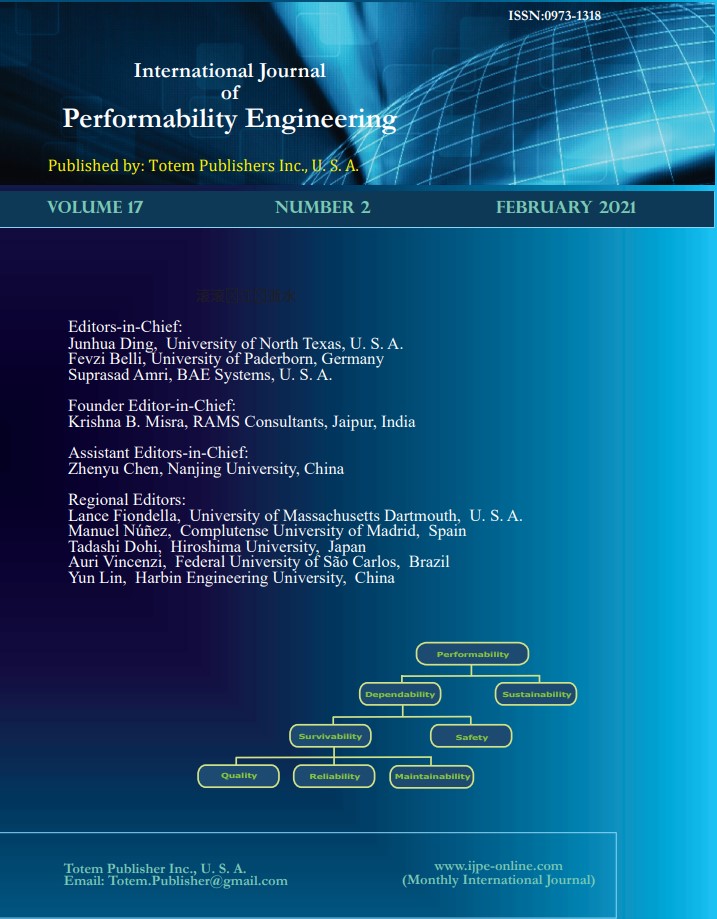 ISSN:0973-1318
International Journal
of
Performability Engineering
Published by: Totem Publishers Inc., U. S. A.
VOLUME 17 NUMBER 2 FEBRUARY 2021
Editors-in-Chief:
Junhua Ding, University of North Texas, U. S. A.
Fevzi Belli, University of Paderborn, Germany
Suprasad Amri, BAE Systems, U. S. A.
Founder Editor-in-Chief:
Krishna B. Misra, RAMS Consultants, Jaipur, India
Assistant Editors-in-Chief:
Zhenyu Chen, Nanjing University, China
Regional Editors:
Lance Fiondella, University of Massachusetts Dartmouth, U. S. A.
Manuel Núñez, Complutense University of Madrid, Spain
Tadashi Dohi, Hiroshima University, Japan
Auri Vincenzi, Federal University of São Carlos, Brazil
Yun Lin, Harbin Engineering University, China
Performability
Dependability Sustainability
Survivability Safety
Quality Reliability Maintainability
Totem Publisher Inc., U. S. A.
Email: Totem.Publisher@gmail.com
www.ijpe-online.com
(Monthly International Journal)